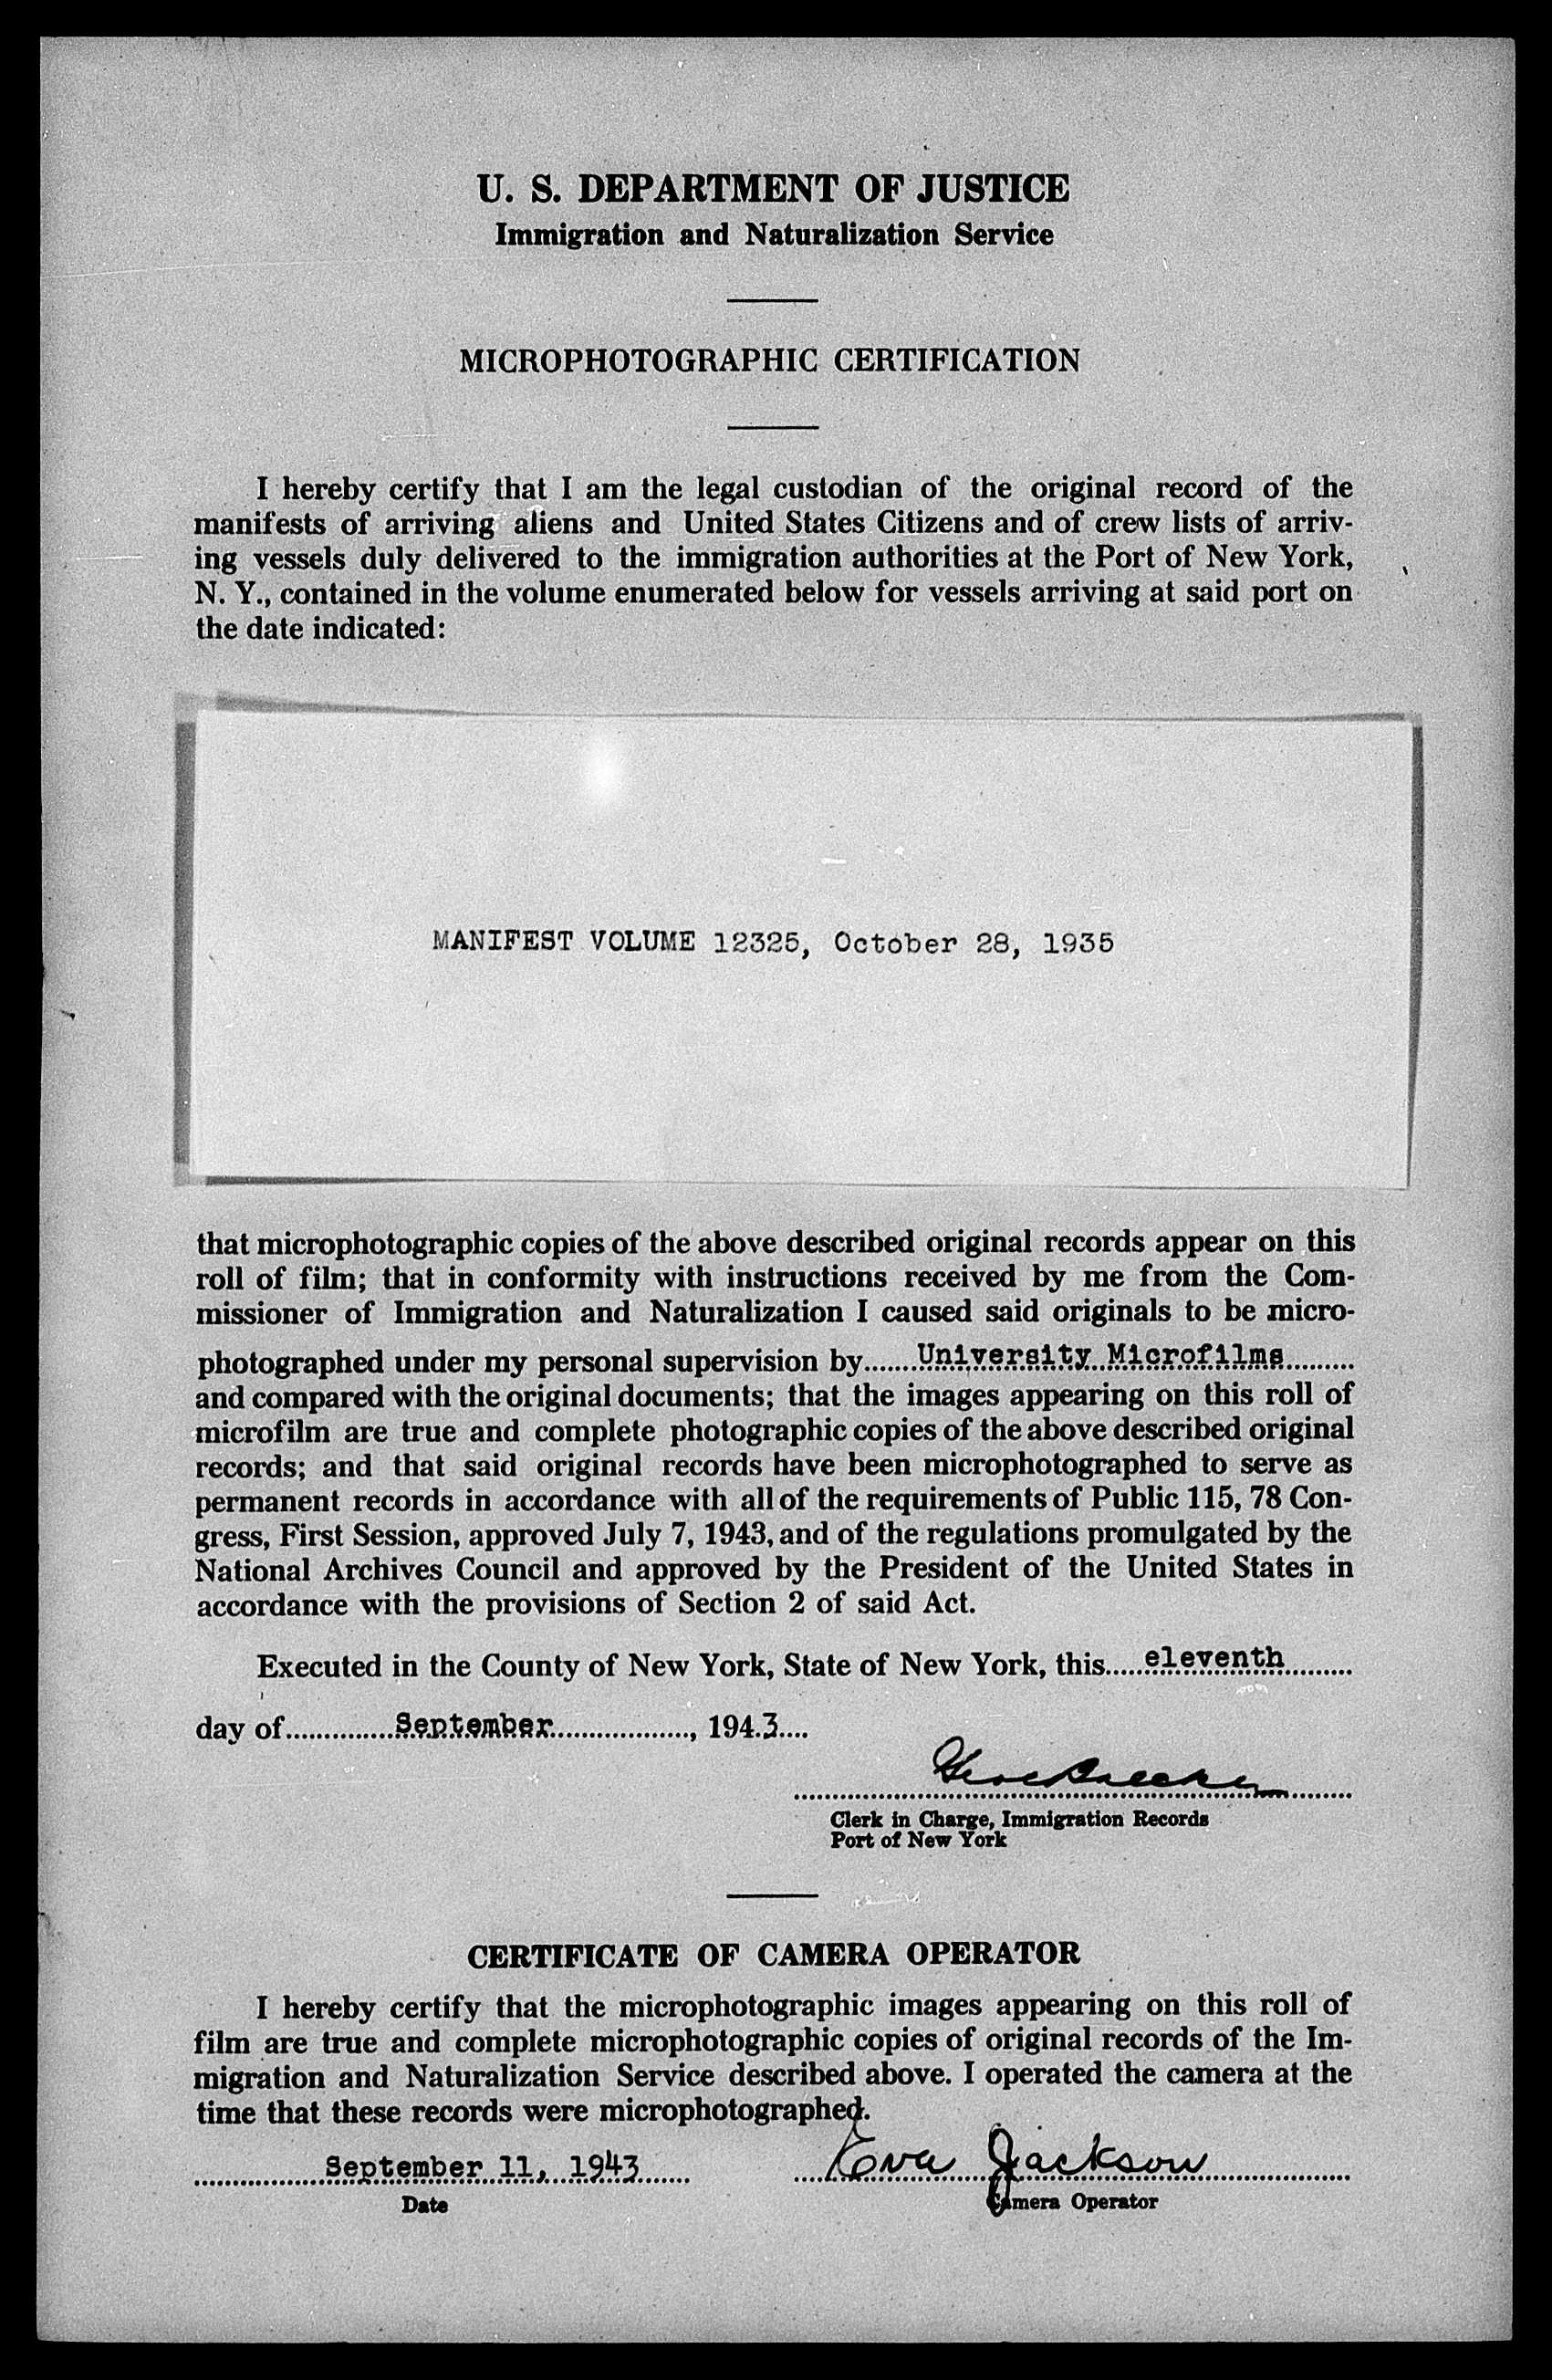 U. S. DEPARTMENT OF JUSTICE
Immigration and Naturalization Service
MICROPHOTOGRAPHIC CERTIFICATION
I hereby certify that I am the legal custodian of the original record of the
manifests of arriving aliens and United States Citizens and of crew lists of arriv-
ing vessels duly delivered to the immigration authorities at the Port of New York,
N. Y., contained in the volume enumerated below for vessels arriving at said port on
the date indicated:
MANIFEST VOLUME 12325, October 28, 1935
that microphotographic copies of the above described original records appear on this
roll of film; that in conformity with instructions received by me from the Com-
missioner of Immigration and Naturalization I caused said originals to be micro-
photographed under my personal supervision by University Microfilms
and compared with the original documents; that the images appearing on this roll of
microfilm are true and complete photographic copies of the above described original
records; and that said original records have been microphotographed to serve as
permanent records in accordance with all of the requirements of Public 115, 78 Con-
gress, First Session, approved July 7, 1943, and of the regulations promulgated by the
National Archives Council and approved by the President of the United States in
accordance with the provisions of Section 2 of said Act.
Executed in the County of New York, State of New York, this eleventh
day of September, 1943
Clerk in Charge, Immigration Records
Port of New York
CERTIFICATE OF CAMERA OPERATOR
I hereby certify that the microphotographic images appearing on this roll of
film are true and complete microphotographic copies of original records of the Im-
migration and Naturalization Service described above. I operated the camera at the
time that these records were microphotographed.
September 11, 1943 Eva Jackson
Date Camera Operator